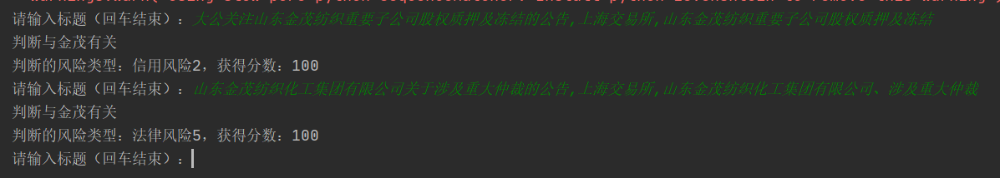 请输入标题（回车结束）：大公关注山东金茂纺织重要子公司股权质押及冻结的公告,上海交易所,山东金茂纺织重要子公司股权质押及冻结
判断与金茂有关
判断的风险类型：信用风险2，获得分数：100
请输入标题（回车结束）：山东金茂纺织化工集团有限公司关于涉及重大仲裁的公告,上海交易所,山东金茂纺织化工集团有限公司、涉及重大仲裁
判断与金茂有关
判断的风险类型：法律风险5，获得分数：100
请输入标题（回车结束）：